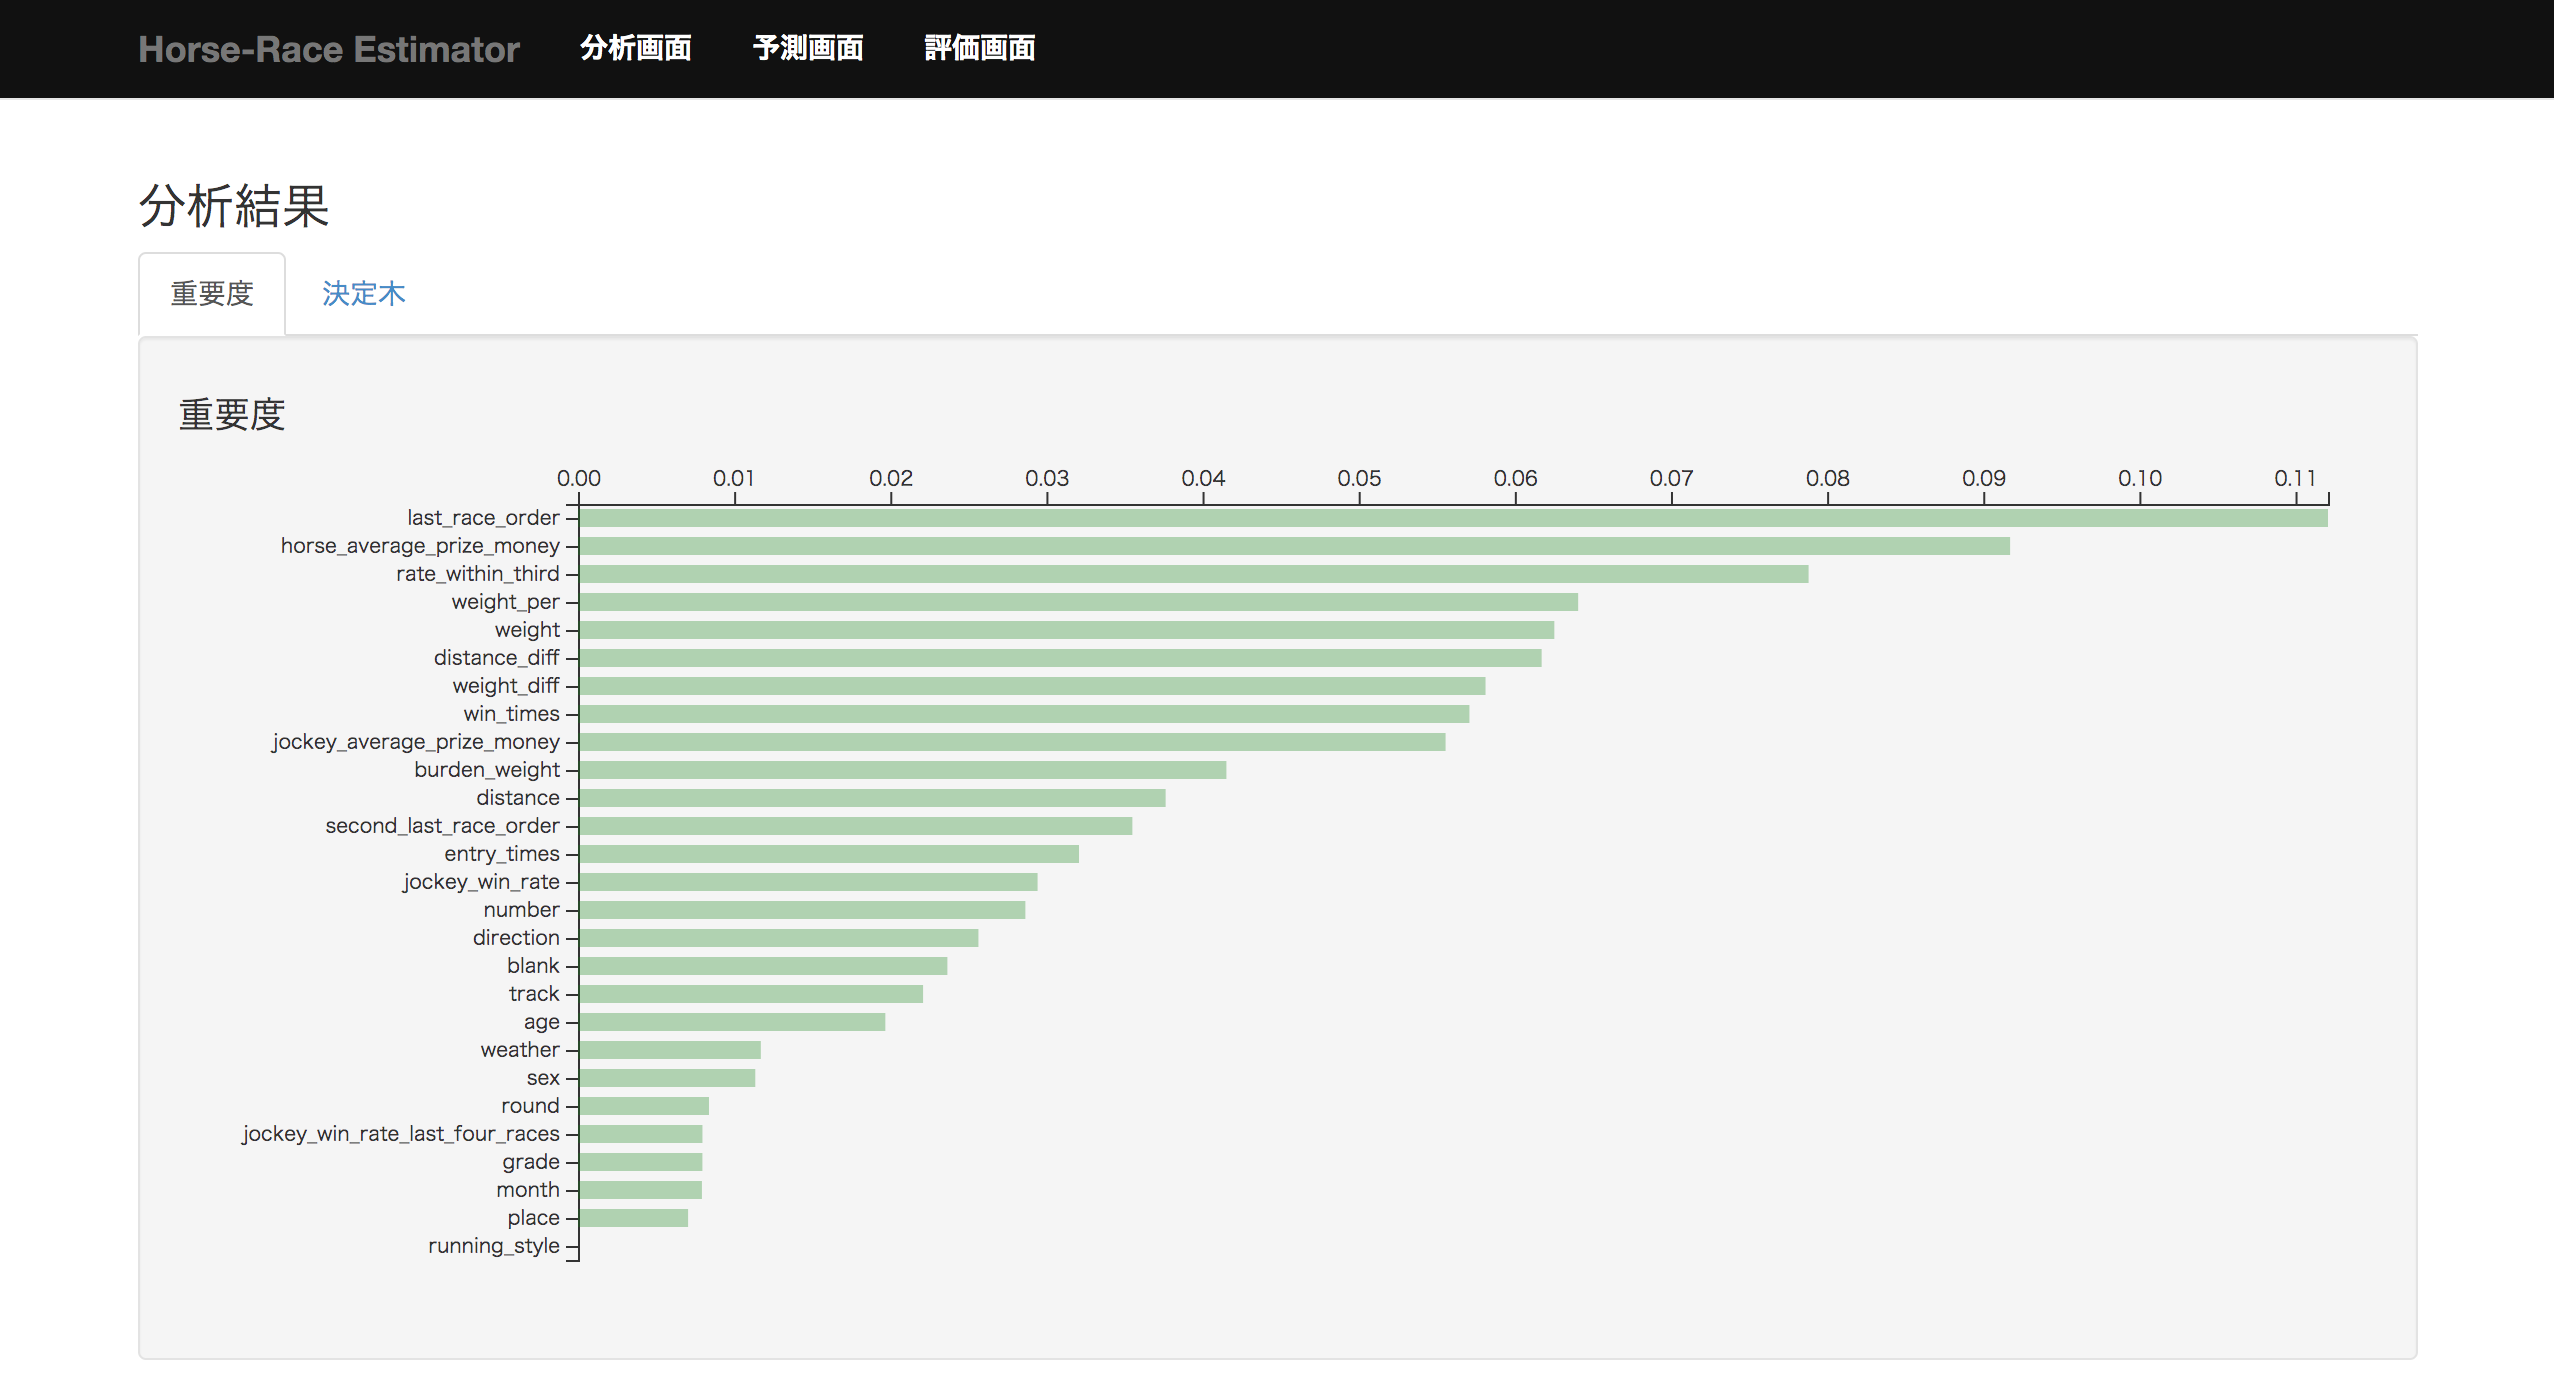 Horse-Race Estimator 分析画面 予測画面 評価画面
分析結果
重要度 決定木
重要度
0.00 0.01 0.02 0.03 0.04 0.05 0.06 0.07 0.08 0.09 0.10 0.11
last_race_order
horse_average_prize_money
rate_within_third
weight_per
weight
distance_diff
weight_diff
win_times
jockey_average_prize_money
burden_weight
distance
second_last_race_order
entry_times
jockey_win_rate
number
direction
blank
track
age
weather
sex
round
jockey_win_rate_last_four_races
grade
month
place
running_style